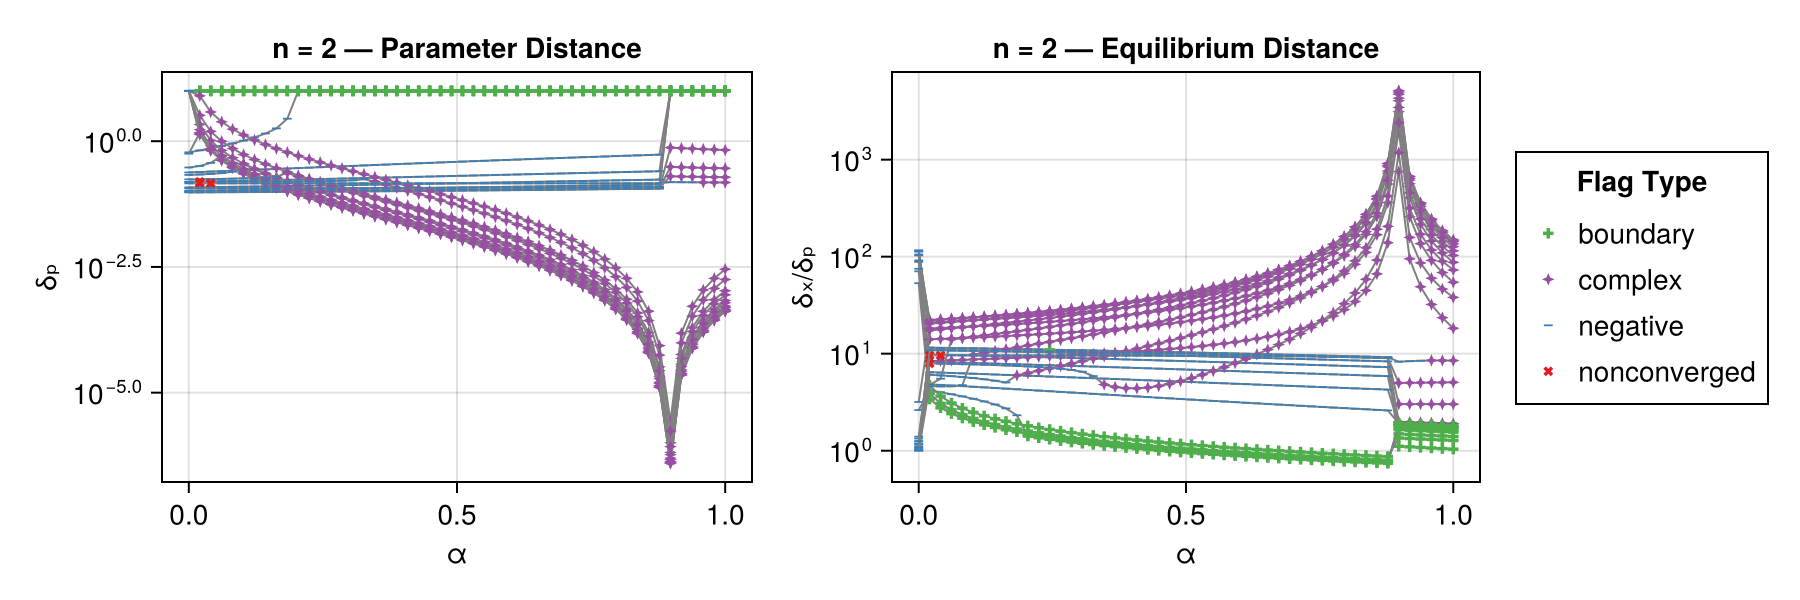 n = 2 — Parameter Distance
n = 2 — Equilibrium Distance
10^0.0
10^-2.5
10^-5.0
δₚ
0.0 0.5 1.0
α
10^3
10^2
10^1
10^0
δₓ/δₚ
0.0 0.5 1.0
α
Flag Type
boundary
complex
negative
nonconverged